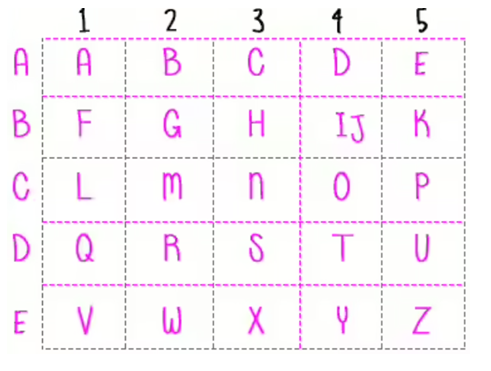 1 2 3 4 5
A A B C D E
B F G H IJ K
C L M N O P
D Q R S T U
E V W X Y Z